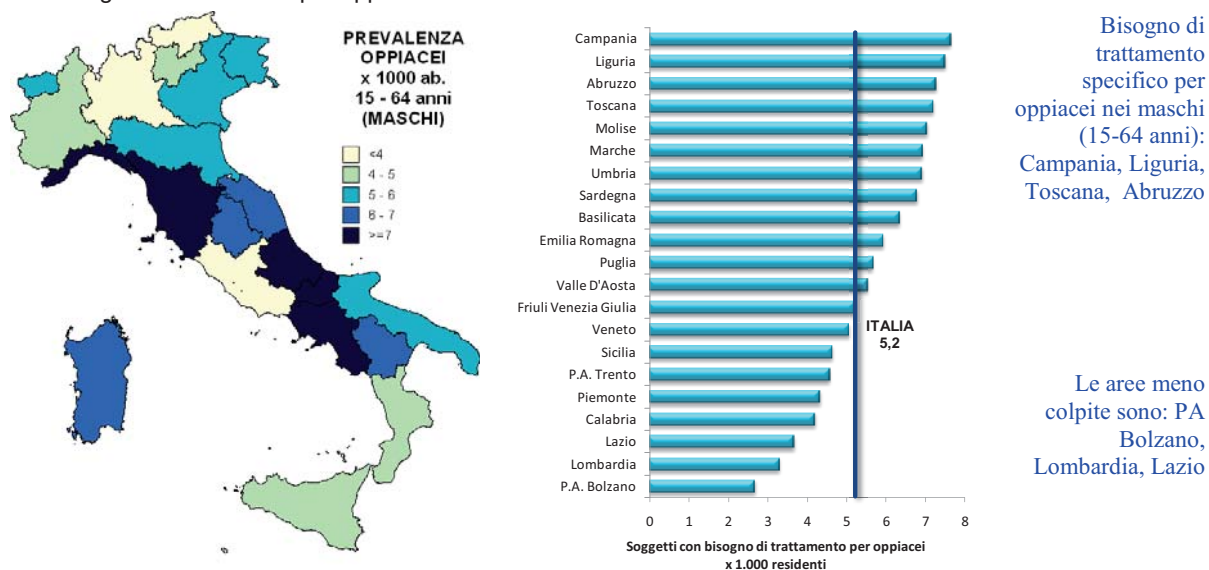 PREVALENZA
OPPIACEI
x 1000 ab.
15 - 64 anni
(MASCHI)
<4
4 - 5
5 - 6
6 - 7
>=7
Campania
Liguria
Abruzzo
Toscana
Molise
Marche
Umbria
Sardegna
Basilicata
Emilia Romagna
Puglia
Valle D'Aosta
Friuli Venezia Giulia
Veneto
Sicilia
P.A. Trento
Piemonte
Calabria
Lazio
Lombardia
P.A. Bolzano
ITALIA
5,2
0 1 2 3 4 5 6 7 8
Soggetti con bisogno di trattamento per oppiacei
x 1.000 residenti
Bisogno di
trattamento
specifico per
oppiacei nei maschi
(15-64 anni):
Campania, Liguria,
Toscana, Abruzzo
Le aree meno
colpite sono: PA
Bolzano,
Lombardia, Lazio